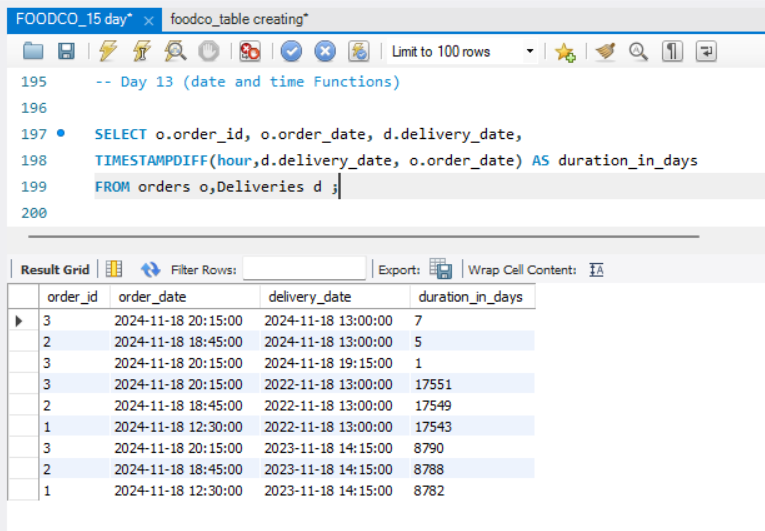 FOODCO_15 day* × foodco_table creating*
Limit to 100 rows
195 -- Day 13 (date and time Functions)
196
197 SELECT o.order_id, o.order_date, d.delivery_date,
198 TIMESTAMPDIFF(hour,d.delivery_date, o.order_date) AS duration_in_days
199 FROM orders o,Deliveries d ;
200
Result Grid Filter Rows: Export: Wrap Cell Content: IA
order_id order_date delivery_date duration_in_days
3 2024-11-18 20:15:00 2024-11-18 13:00:00 7
2 2024-11-18 18:45:00 2024-11-18 13:00:00 5
3 2024-11-18 20:15:00 2024-11-18 19:15:00 1
3 2024-11-18 20:15:00 2022-11-18 13:00:00 17551
2 2024-11-18 18:45:00 2022-11-18 13:00:00 17549
1 2024-11-18 12:30:00 2022-11-18 13:00:00 17543
3 2024-11-18 20:15:00 2023-11-18 14:15:00 8790
2 2024-11-18 18:45:00 2023-11-18 14:15:00 8788
1 2024-11-18 12:30:00 2023-11-18 14:15:00 8782